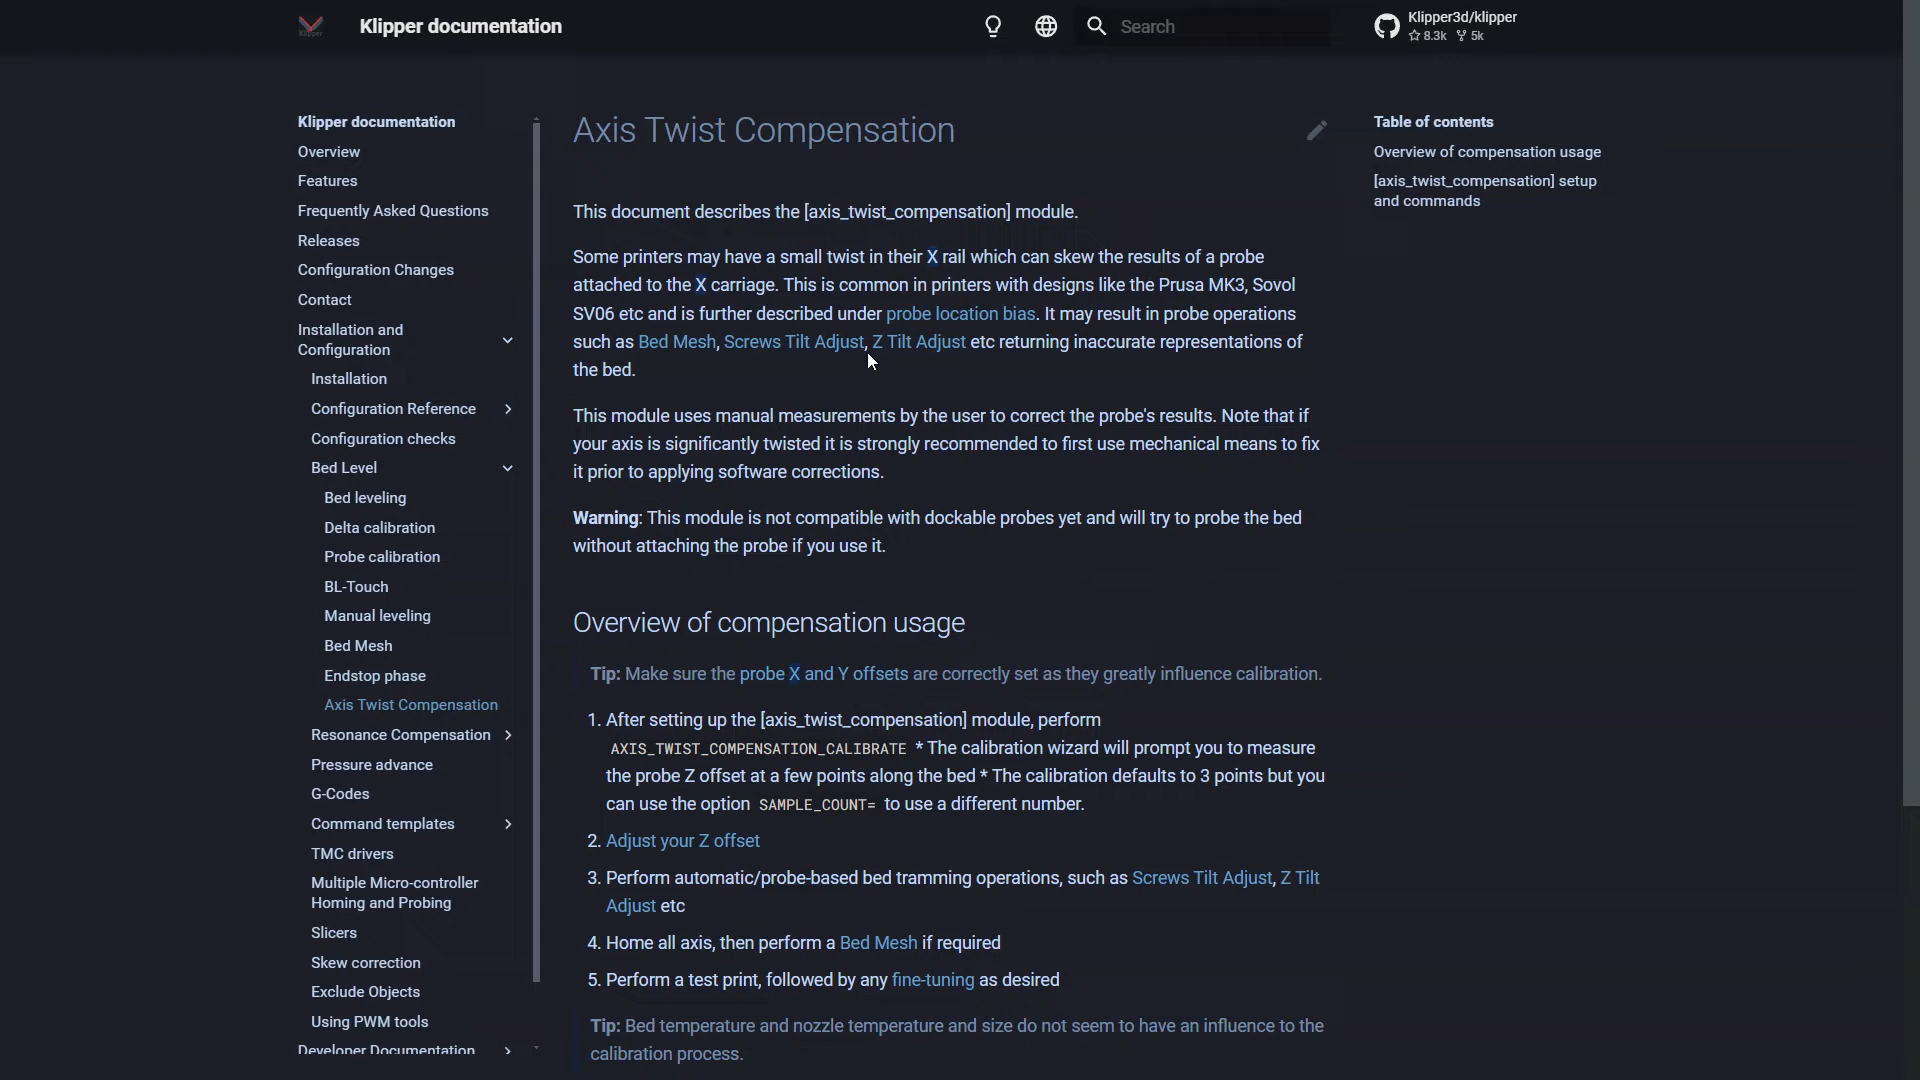 Klipper documentation
Search
Klipper3d/klipper
8.3k 5k
Klipper documentation
Overview
Features
Frequently Asked Questions
Releases
Configuration Changes
Contact
Installation and
Configuration
Installation
Configuration Reference
Configuration checks
Bed Level
Bed leveling
Delta calibration
Probe calibration
BL-Touch
Manual leveling
Bed Mesh
Endstop phase
Axis Twist Compensation
Resonance Compensation
Pressure advance
G-Codes
Command templates
TMC drivers
Multiple Micro-controller
Homing and Probing
Slicers
Skew correction
Exclude Objects
Using PWM tools
Developer Documentation
Axis Twist Compensation
This document describes the [axis_twist_compensation] module.
Some printers may have a small twist in their X rail which can skew the results of a probe
attached to the X carriage. This is common in printers with designs like the Prusa MK3, Sovol
SV06 etc and is further described under probe location bias. It may result in probe operations
such as Bed Mesh, Screws Tilt Adjust, Z Tilt Adjust etc returning inaccurate representations of
the bed.
This module uses manual measurements by the user to correct the probe's results. Note that if
your axis is significantly twisted it is strongly recommended to first use mechanical means to fix
it prior to applying software corrections.
Warning: This module is not compatible with dockable probes yet and will try to probe the bed
without attaching the probe if you use it.
Overview of compensation usage
Tip: Make sure the probe X and Y offsets are correctly set as they greatly influence calibration.
1. After setting up the [axis_twist_compensation] module, perform
AXIS_TWIST_COMPENSATION_CALIBRATE * The calibration wizard will prompt you to measure
the probe Z offset at a few points along the bed * The calibration defaults to 3 points but you
can use the option SAMPLE_COUNT= to use a different number.
2. Adjust your Z offset
3. Perform automatic/probe-based bed tramming operations, such as Screws Tilt Adjust, Z Tilt
Adjust etc
4. Home all axis, then perform a Bed Mesh if required
5. Perform a test print, followed by any fine-tuning as desired
Tip: Bed temperature and nozzle temperature and size do not seem to have an influence to the
calibration process.
Table of contents
Overview of compensation usage
[axis_twist_compensation] setup
and commands